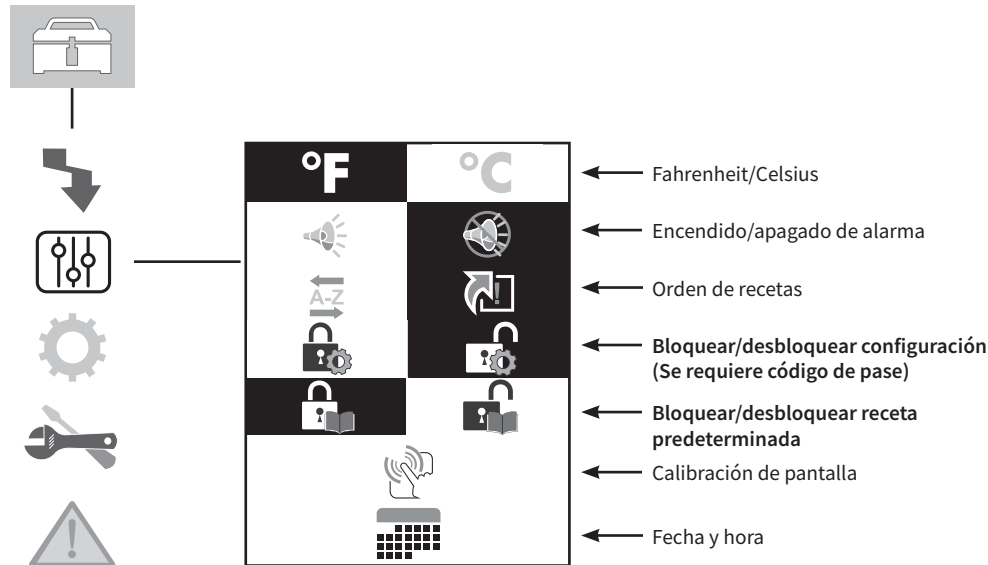 °F °C
Fahrenheit/Celsius
Encendido/apagado de alarma
A-Z
Orden de recetas
Bloquear/desbloquear configuración
(Se requiere código de pase)
Bloquear/desbloquear receta
predeterminada
Calibración de pantalla
Fecha y hora